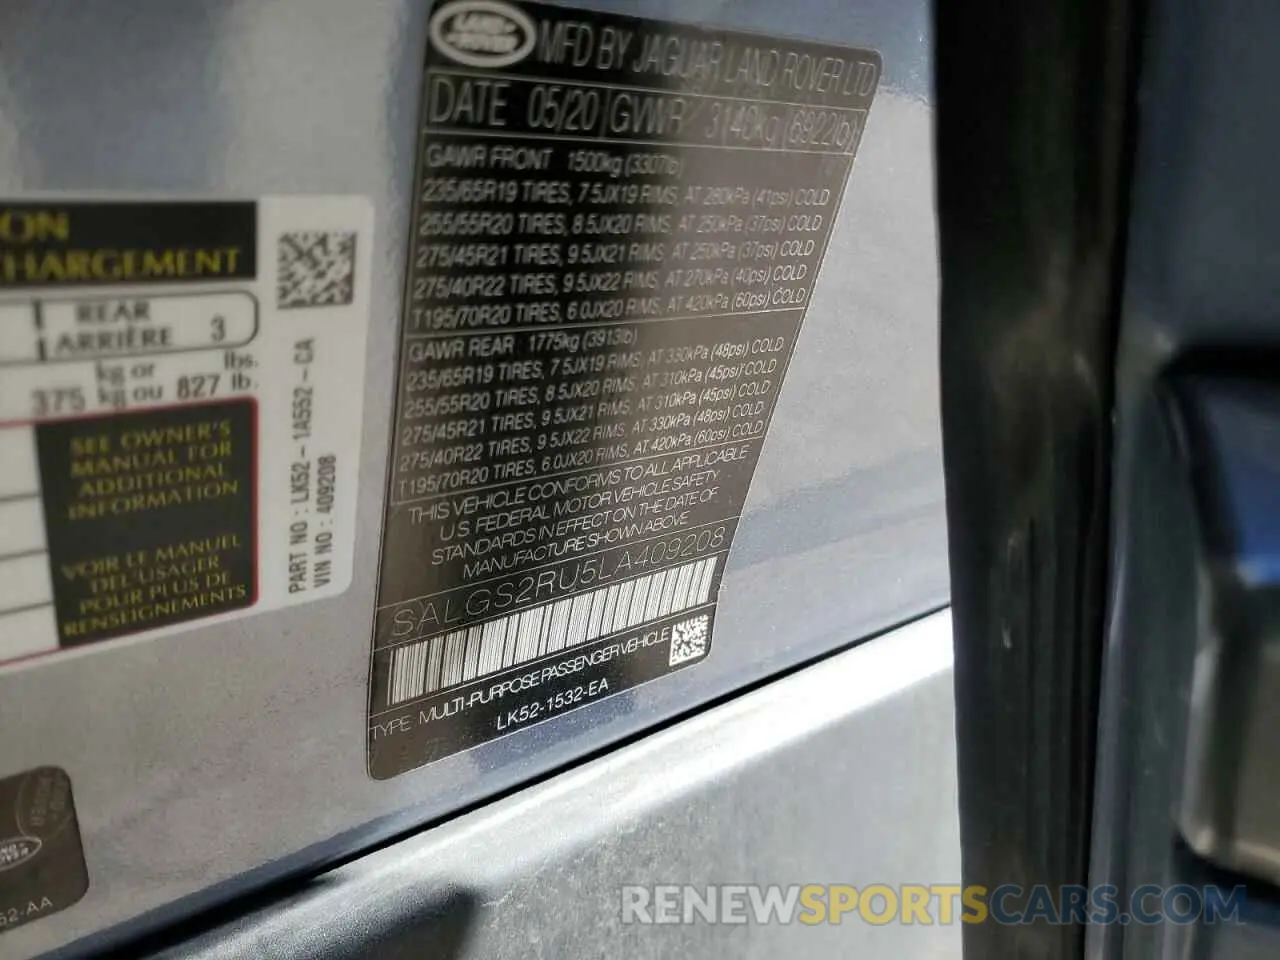 LAND ROVER
MFD BY JAGUAR LAND ROVER LTD
DATE 05/20 GVWR 3140kg (6922lb)
GAWR FRONT 1500kg (3307lb)
235/65R19 TIRES, 7.5JX19 RIMS, AT 280kPa (41psi) COLD
255/55R20 TIRES, 8.5JX20 RIMS, AT 250kPa (37psi) COLD
275/45R21 TIRES, 9.5JX21 RIMS, AT 250kPa (37psi) COLD
275/40R22 TIRES, 9.5JX22 RIMS, AT 270kPa (40psi) COLD
T195/70R20 TIRES, 6.0JX20 RIMS, AT 420kPa (60psi) COLD
GAWR REAR : 1775kg (3913lb)
235/65R19 TIRES, 7.5JX19 RIMS, AT 330kPa (48psi) COLD
255/55R20 TIRES, 8.5JX20 RIMS, AT 310kPa (45psi) COLD
275/45R21 TIRES, 9.5JX21 RIMS, AT 310kPa (45psi) COLD
275/40R22 TIRES, 9.5JX22 RIMS, AT 330kPa (48psi) COLD
T195/70R20 TIRES, 6.0JX20 RIMS, AT 420kPa (60psi) COLD
THIS VEHICLE CONFORMS TO ALL APPLICABLE
U.S. FEDERAL MOTOR VEHICLE SAFETY
STANDARDS IN EFFECT ON THE DATE OF
MANUFACTURE SHOWN ABOVE
SALGS2RU5LA409208
TYPE MULTI-PURPOSE PASSENGER VEHICLE
LK52-1532-EA
ON
CHARGEMENT
REAR
ARRIÈRE 3
kg or lbs.
375 kg ou 827 lb.
SEE OWNER'S
MANUAL FOR
ADDITIONAL
INFORMATION
VOIR LE MANUEL
DEL'USAGER
POUR PLUS DE
RENSEIGNEMENTS
PART NO : LK52-1A552-CA
VIN NO : 409208
52-AA
RENEWSPORTSCARS.COM